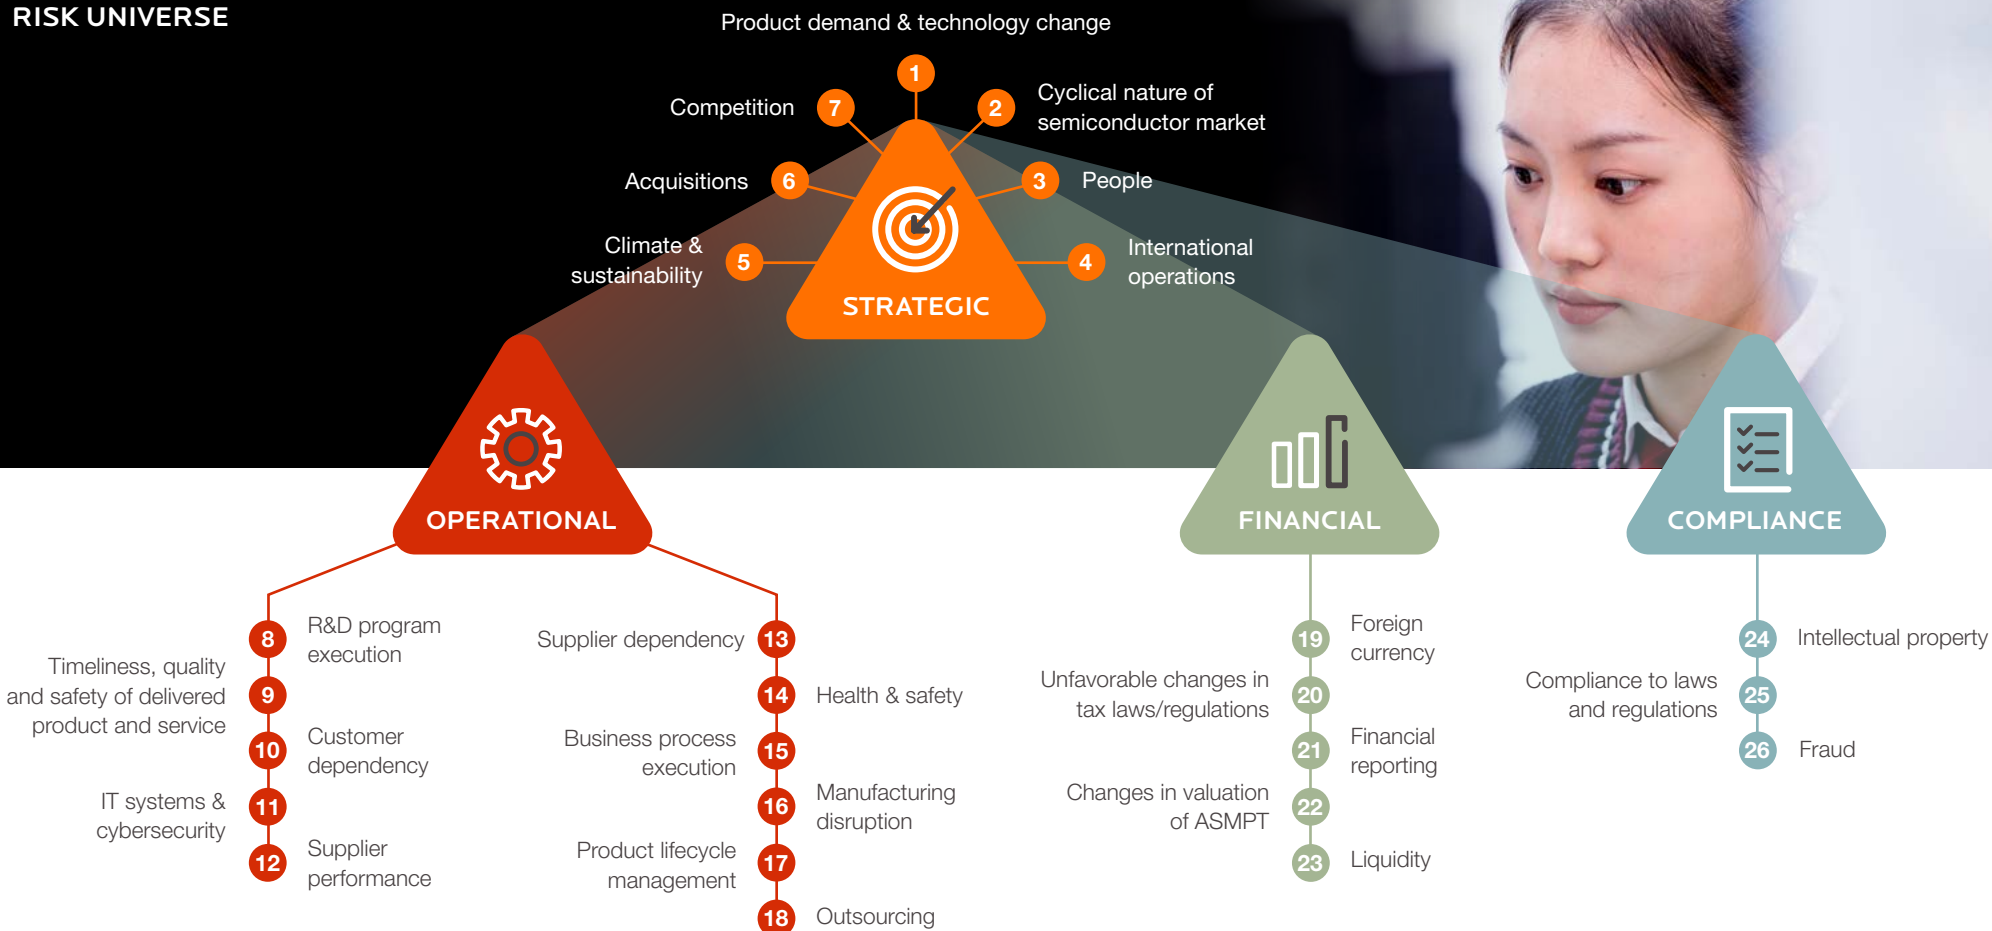 RISK UNIVERSE
Product demand & technology change
1
Competition
7
2
Cyclical nature of
semiconductor market
Acquisitions
6
3
People
Climate &
sustainability
5
4
International
operations
STRATEGIC
OPERATIONAL
8
R&D program
execution
Timeliness, quality
and safety of delivered
product and service
9
10
Customer
dependency
IT systems &
cybersecurity
11
12
Supplier
performance
Supplier dependency
13
14
Health & safety
Business process
execution
15
16
Manufacturing
disruption
Product lifecycle
management
17
18
Outsourcing
FINANCIAL
19
Foreign
currency
Unfavorable changes in
tax laws/regulations
20
21
Financial
reporting
Changes in valuation
of ASMPT
22
23
Liquidity
COMPLIANCE
24
Intellectual property
Compliance to laws
and regulations
25
26
Fraud